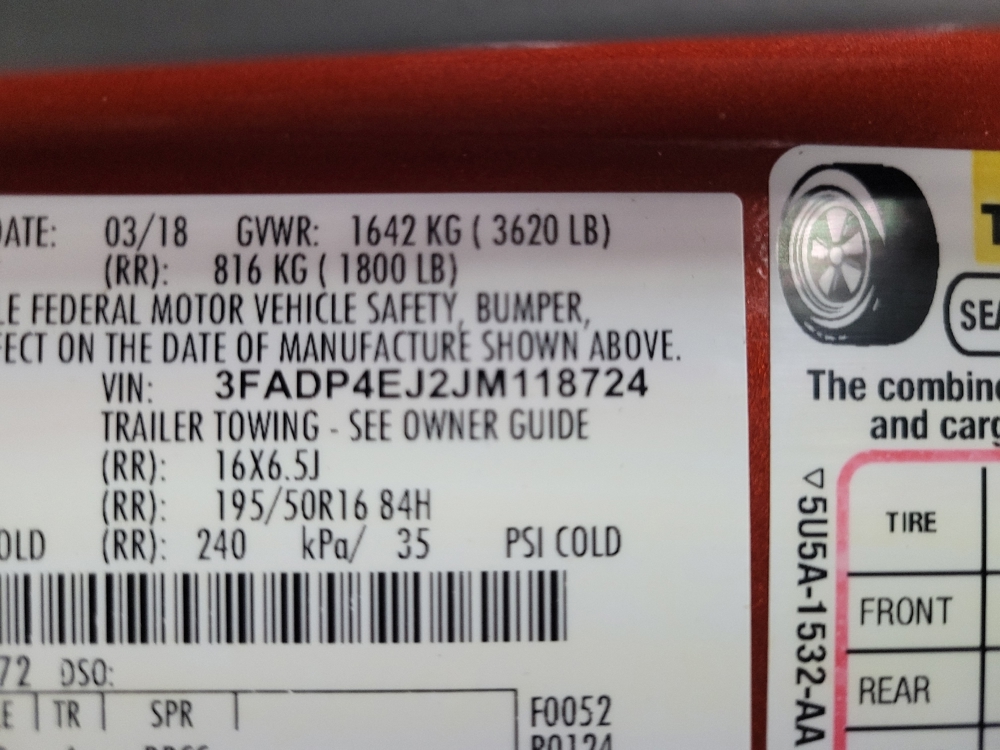 DATE: 03/18 GVWR: 1642 KG ( 3620 LB)
(RR): 816 KG ( 1800 LB)
LE FEDERAL MOTOR VEHICLE SAFETY, BUMPER,
FECT ON THE DATE OF MANUFACTURE SHOWN ABOVE.
VIN: 3FADP4EJ2JM118724
TRAILER TOWING - SEE OWNER GUIDE
(RR): 16X6.5J
(RR): 195/50R16 84H
OLD (RR): 240 kPa/ 35 PSI COLD
72 DSO:
E TR SPR
F0052
R0124
T
SEA
The combin
and carg
▽5U5A-1532-AA
TIRE
FRONT
REAR